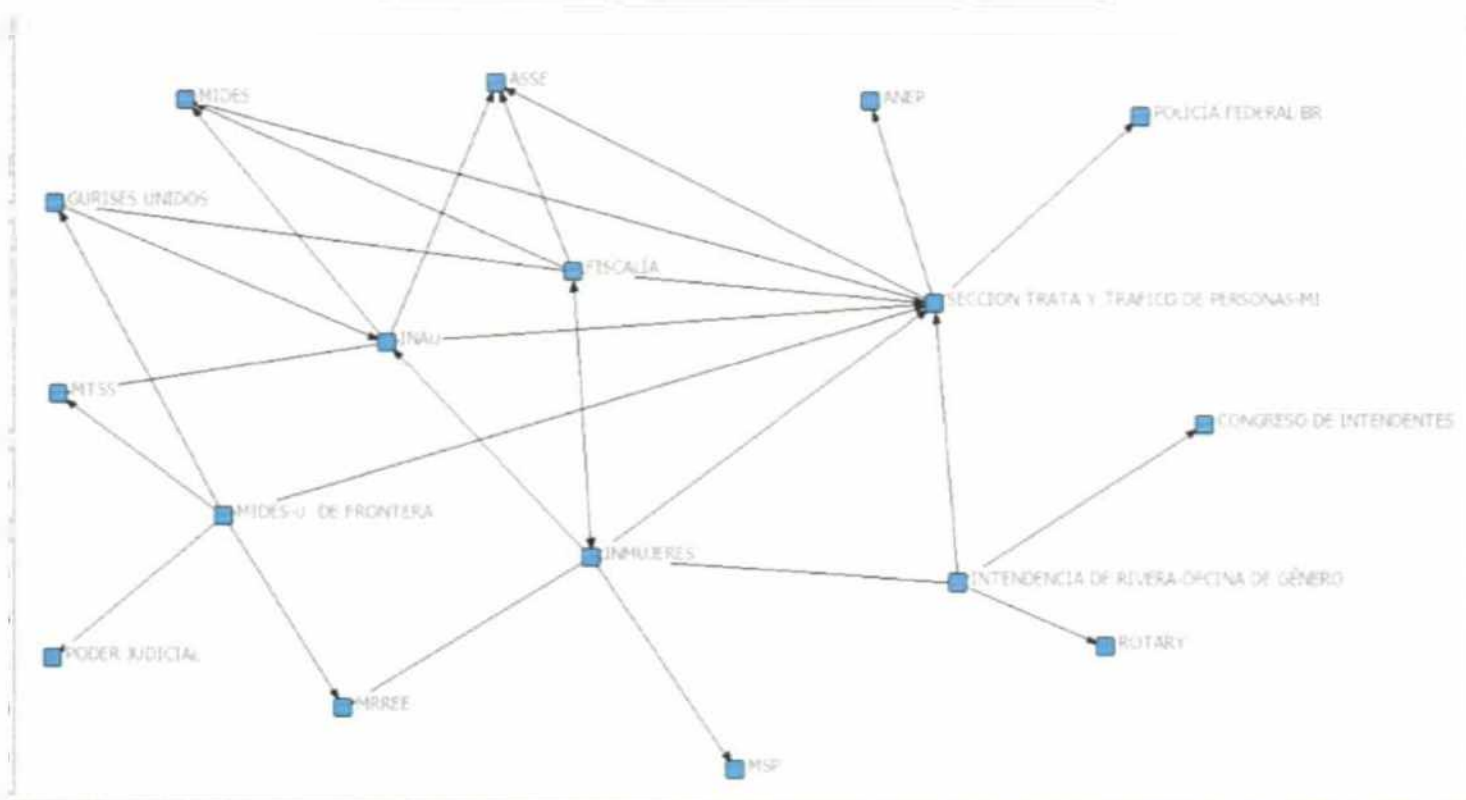 ASSE
MIDES
ANEP
POLICÍA FEDERAL BR
GURISES UNIDOS
FISCALÍA
SECCION TRATA Y TRAFICO DE PERSONAS-MI
INAU
MTSS
CONGRESO DE INTENDENTES
MIDES-U DE FRONTERA
INMUJERES
INTENDENCIA DE RIVERA-OFCINA DE GÉNERO
ROTARY
PODER JUDICIAL
MRREE
MSP